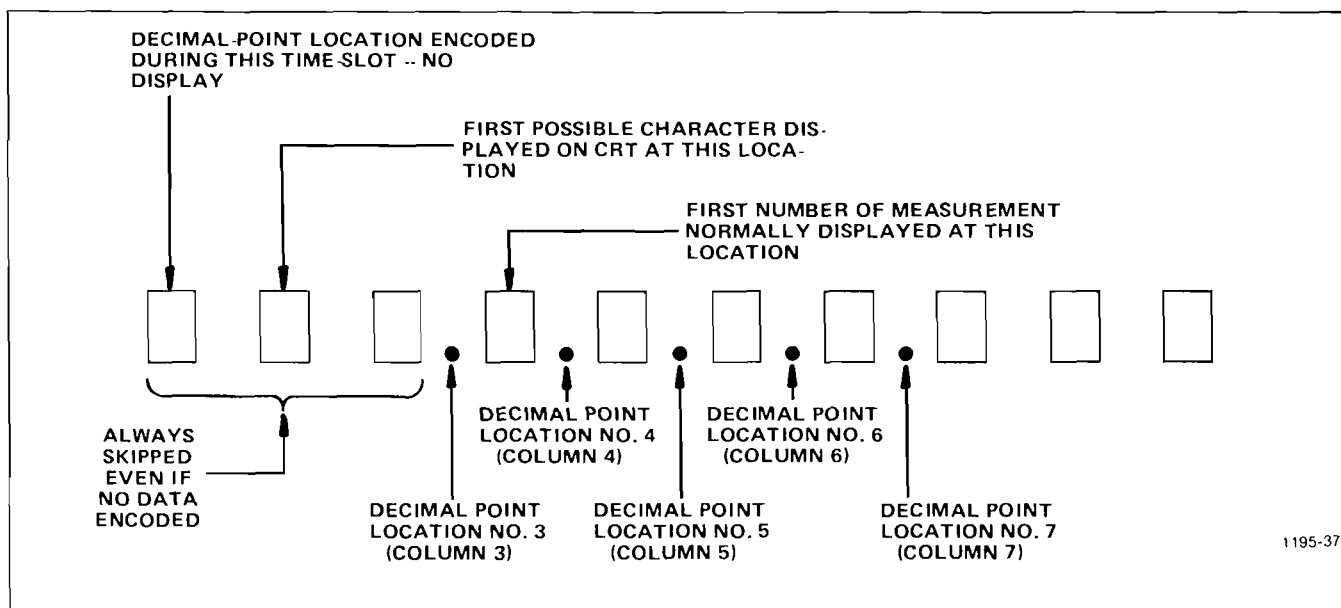 DECIMAL-POINT LOCATION ENCODED
DURING THIS TIME-SLOT -- NO
DISPLAY
FIRST POSSIBLE CHARACTER DIS-
PLAYED ON CRT AT THIS LOCA-
TION
FIRST NUMBER OF MEASUREMENT
NORMALLY DISPLAYED AT THIS
LOCATION
ALWAYS
SKIPPED
EVEN IF
NO DATA
ENCODED
DECIMAL POINT
LOCATION NO. 3
(COLUMN 3)
DECIMAL POINT
LOCATION NO. 4
(COLUMN 4)
DECIMAL POINT
LOCATION NO. 5
(COLUMN 5)
DECIMAL POINT
LOCATION NO. 6
(COLUMN 6)
DECIMAL POINT
LOCATION NO. 7
(COLUMN 7)
1195-37